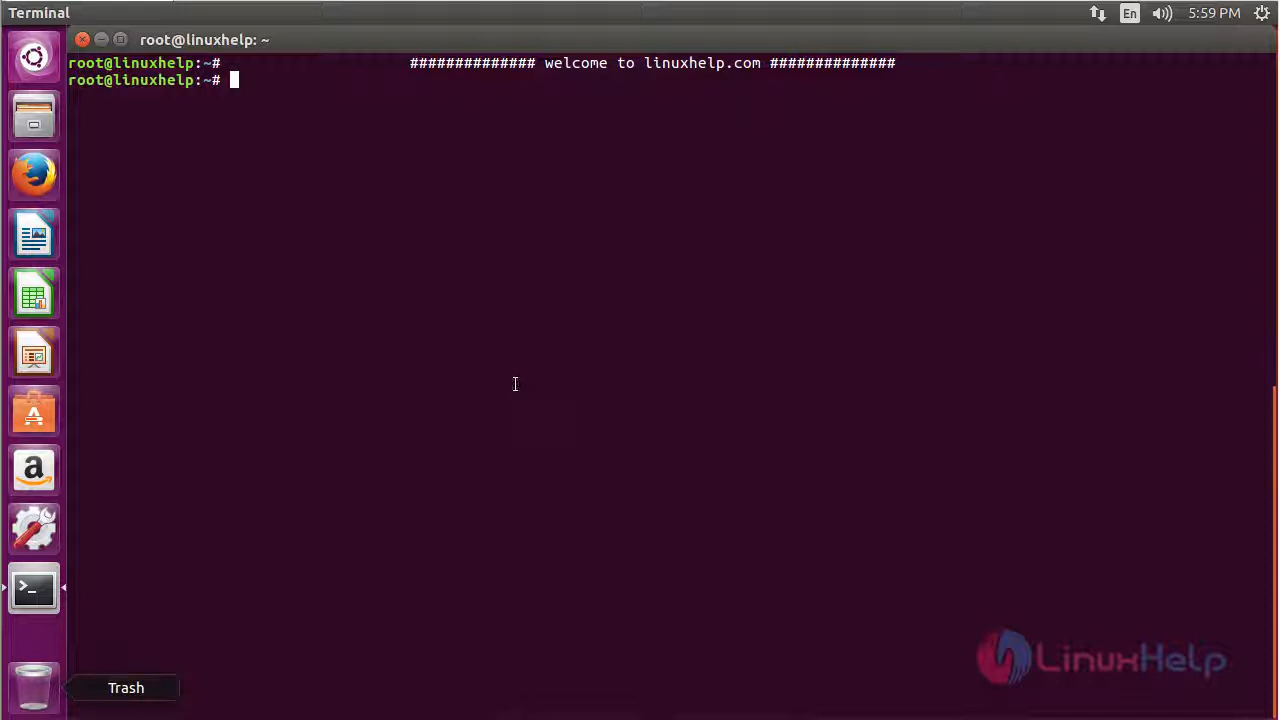 Terminal
En
5:59 PM
root@linuxhelp: ~
root@linuxhelp:~# ############## welcome to linuxhelp.com ##############
root@linuxhelp:~#
Trash
LinuxHelp